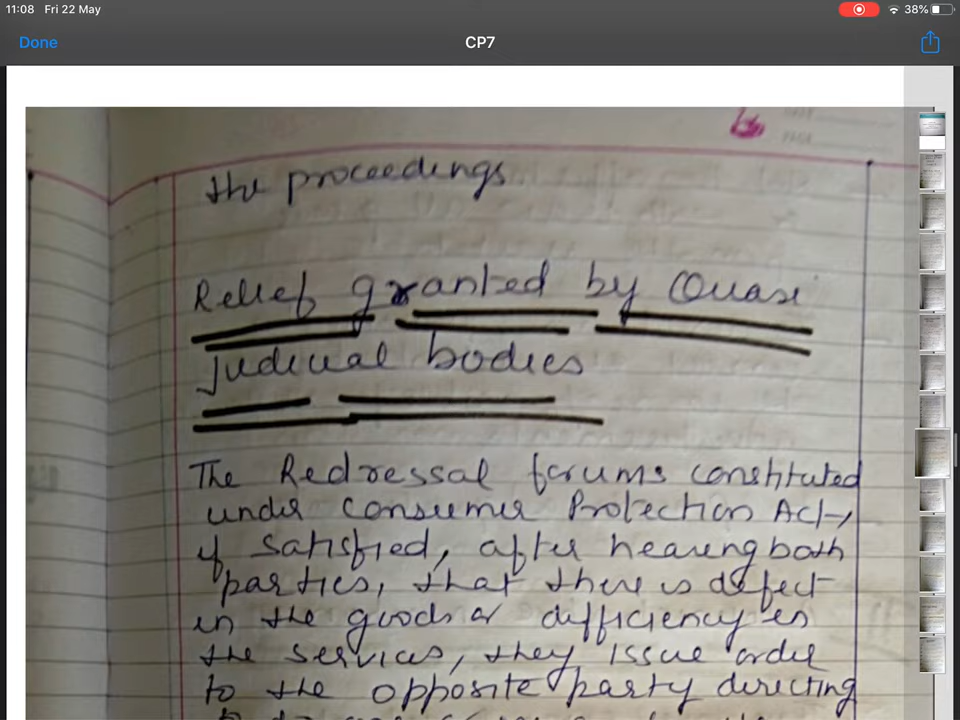 11:08 Fri 22 May
38%
Done
CP7
the proceedings.
Relief granted by Quasi
judicial bodies
The Redressal forums constituted
under Consumer Protection Act,
if satisfied, after hearing both
parties, that there is defect
in the goods or difficiency in
the services, they issue order
to the opposite party directing